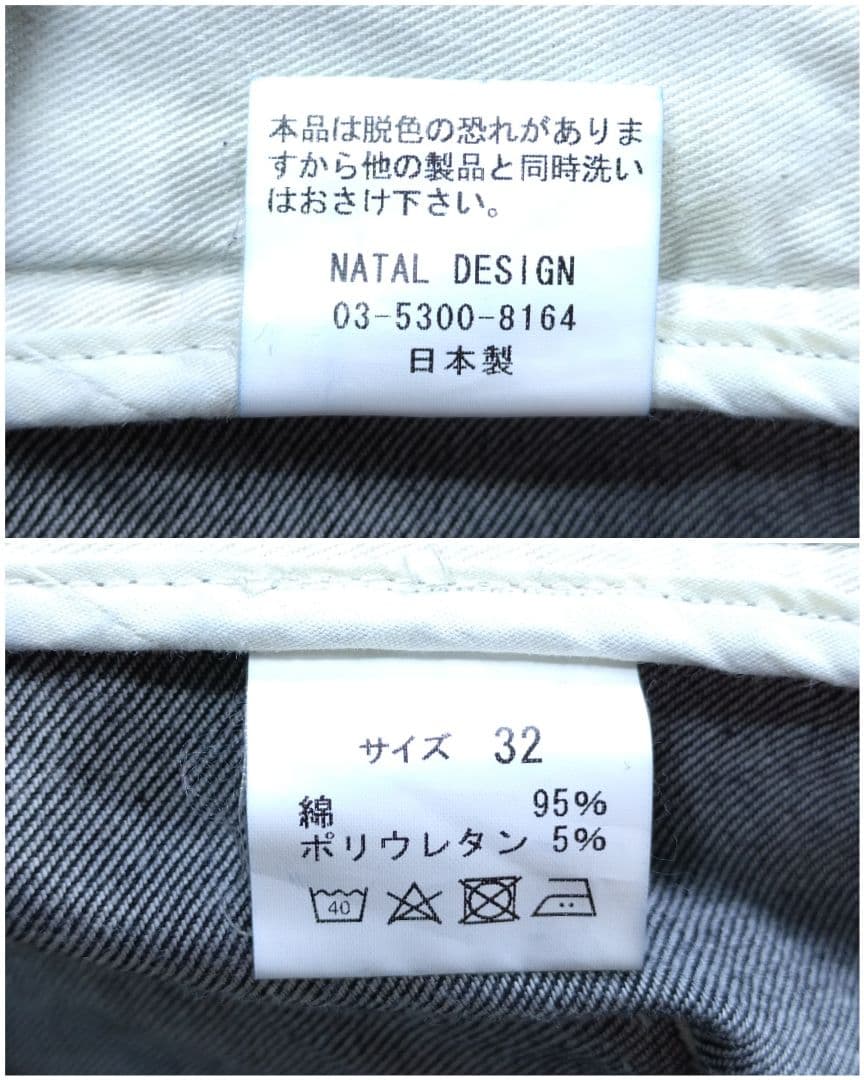 本品は脱色の恐れがありま
すから他の製品と同時洗い
はおさけ下さい。
NATAL DESIGN
03-5300-8164
日本製
サイズ 32
綿 95%
ポリウレタン 5%
40